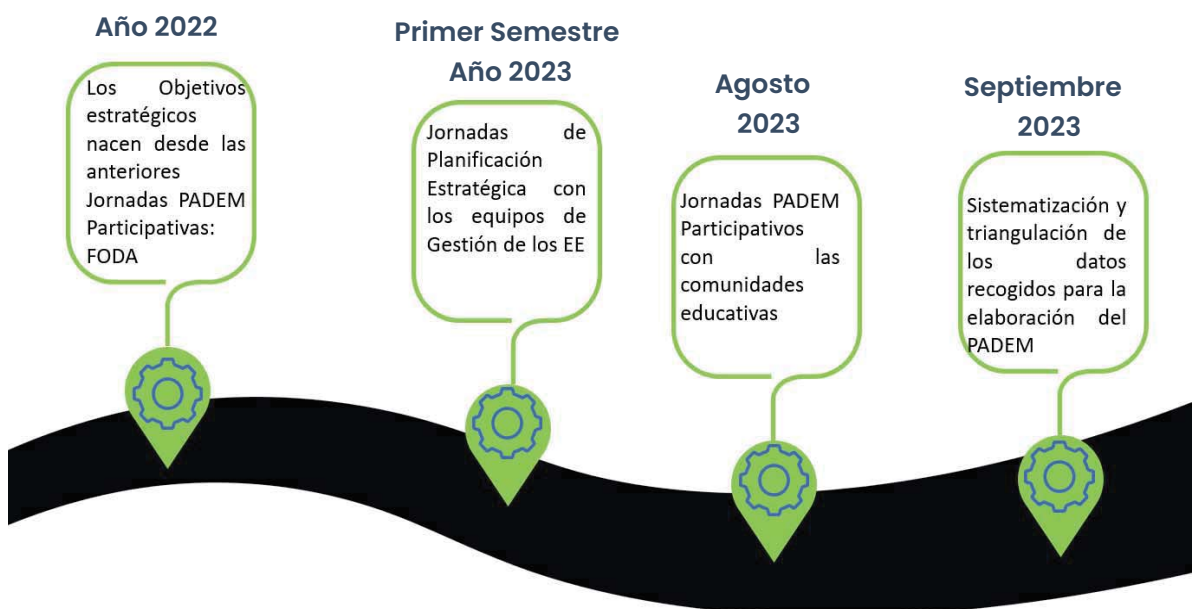 Año 2022
Los Objetivos
estratégicos
nacen desde las
anteriores
Jornadas PADEM
Participativas:
FODA
Primer Semestre
Año 2023
Jornadas de
Planificación
Estratégica con
los equipos de
Gestión de los EE
Agosto
2023
Jornadas PADEM
Participativos
con las
comunidades
educativas
Septiembre
2023
Sistematización y
triangulación de
los datos
recogidos para la
elaboración del
PADEM